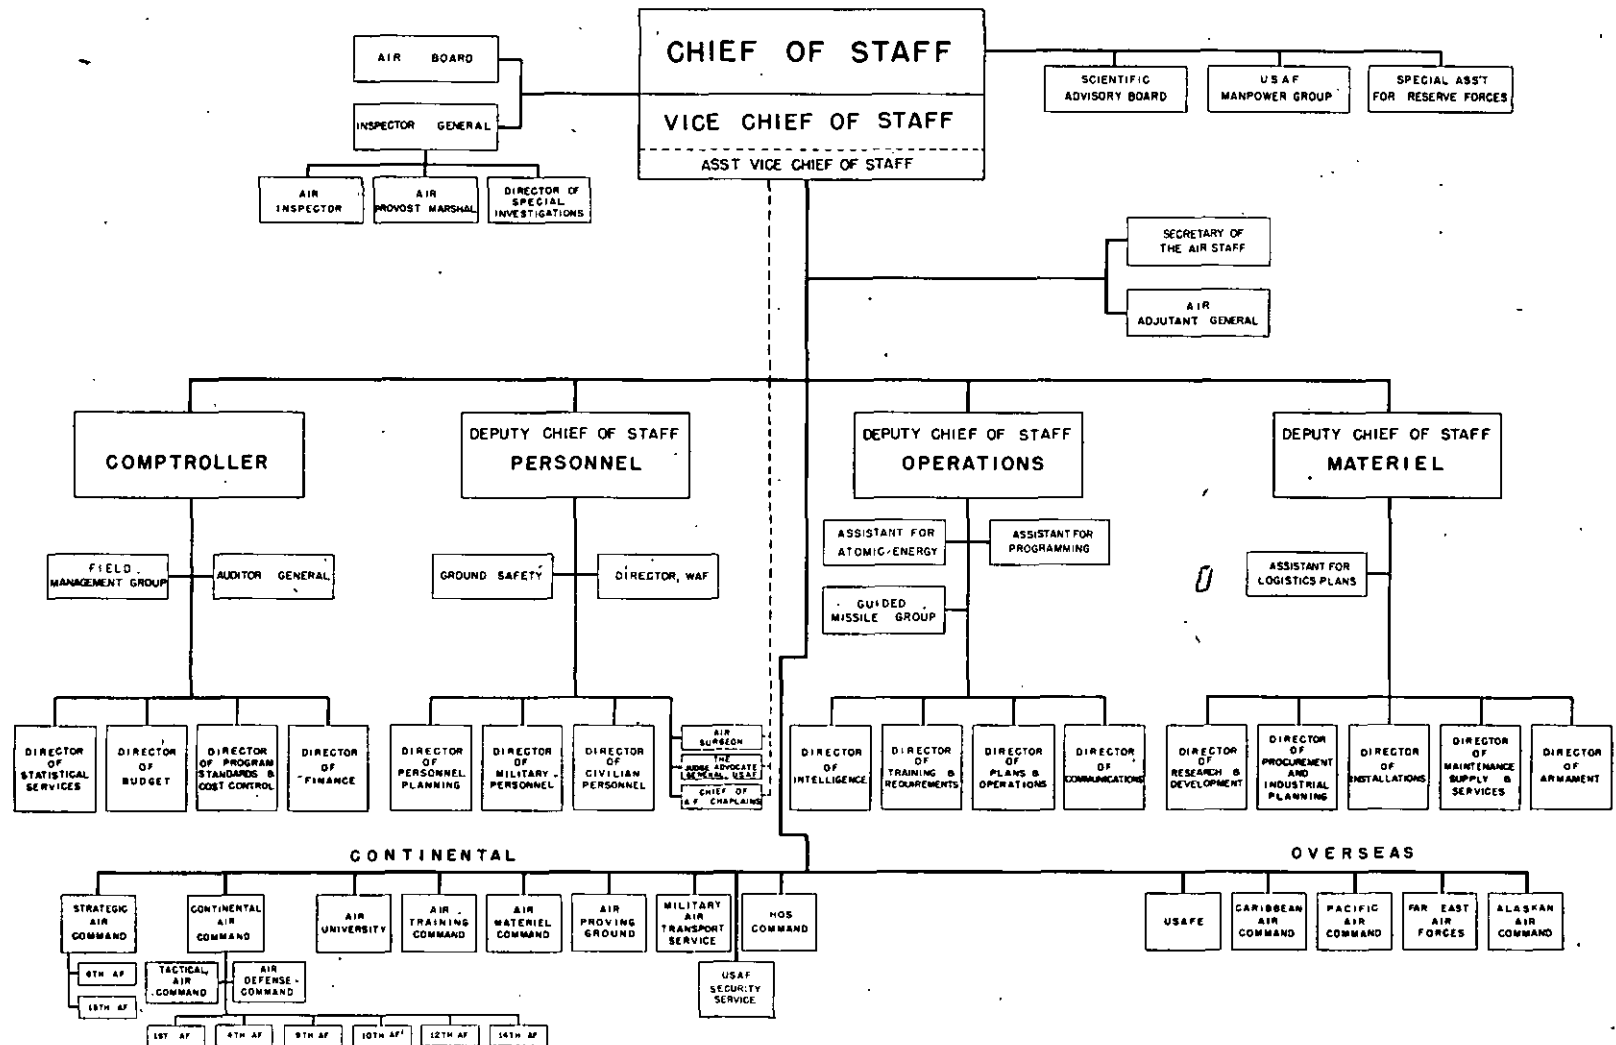 CHIEF OF STAFF
VICE CHIEF OF STAFF
ASST VICE CHIEF OF STAFF
AIR BOARD
INSPECTOR GENERAL
AIR
INSPECTOR
AIR
PROVOST MARSHAL
DIRECTOR OF
SPECIAL
INVESTIGATIONS
SCIENTIFIC
ADVISORY BOARD
USAF
MANPOWER GROUP
SPECIAL ASS'T
FOR RESERVE FORCES
SECRETARY OF
THE AIR STAFF
AIR
ADJUTANT GENERAL
COMPTROLLER
DEPUTY CHIEF OF STAFF
PERSONNEL
DEPUTY CHIEF OF STAFF
OPERATIONS
DEPUTY CHIEF OF STAFF
MATERIEL
FIELD
MANAGEMENT GROUP
AUDITOR GENERAL
GROUND SAFETY
DIRECTOR, WAF
ASSISTANT FOR
ATOMIC-ENERGY
ASSISTANT FOR
PROGRAMMING
GUIDED
MISSILE GROUP
ASSISTANT FOR
LOGISTICS PLANS
DIRECTOR
OF
STATISTICAL
SERVICES
DIRECTOR
OF
BUDGET
DIRECTOR
OF PROGRAM
STANDARDS &
COST CONTROL
DIRECTOR
OF
FINANCE
DIRECTOR
OF
PERSONNEL
PLANNING
DIRECTOR
OF
MILITARY
PERSONNEL
DIRECTOR
OF
CIVILIAN
PERSONNEL
AIR
SURGEON
THE
JUDGE ADVOCATE
GENERAL, USAF
CHIEF OF
A.F. CHAPLAINS
DIRECTOR
OF
INTELLIGENCE
DIRECTOR
OF
TRAINING &
REQUIREMENTS
DIRECTOR
OF
PLANS &
OPERATIONS
DIRECTOR
OF
COMMUNICATIONS
DIRECTOR
OF
RESEARCH &
DEVELOPMENT
DIRECTOR
OF
PROCUREMENT
AND
INDUSTRIAL
PLANNING
DIRECTOR
OF
INSTALLATIONS
DIRECTOR
OF
MAINTENANCE
SUPPLY &
SERVICES
DIRECTOR
OF
ARMAMENT
CONTINENTAL
OVERSEAS
STRATEGIC
AIR
COMMAND
CONTINENTAL
AIR
COMMAND
AIR
UNIVERSITY
AIR
TRAINING
COMMAND
AIR
MATERIEL
COMMAND
AIR
PROVING
GROUND
MILITARY
AIR
TRANSPORT
SERVICE
HQS
COMMAND
USAFE
CARIBBEAN
AIR
COMMAND
PACIFIC
AIR
COMMAND
FAR EAST
AIR
FORCES
ALASKAN
AIR
COMMAND
8TH AF
15TH AF
TACTICAL
AIR
COMMAND
AIR
DEFENSE
COMMAND
USAF
SECURITY
SERVICE
1ST AF
4TH AF
9TH AF
10TH AF
12TH AF
14TH AF